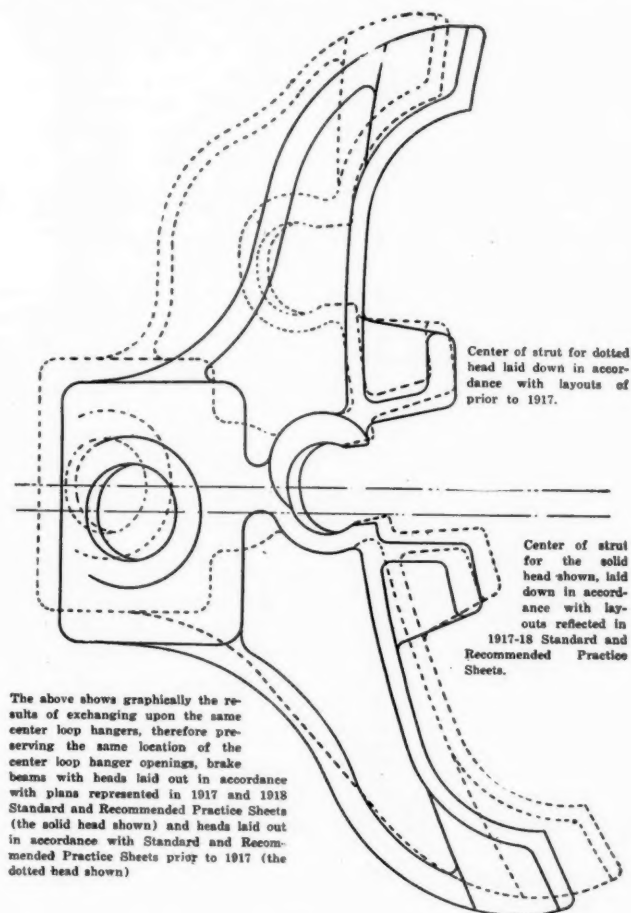 Center of strut for dotted
head laid down in accor-
dance with layouts of
prior to 1917.
Center of strut
for the solid
head shown, laid
down in accord-
ance with lay-
outs reflected in
1917-18 Standard and
Recommended Practice
Sheets.
The above shows graphically the re-
sults of exchanging upon the same
center loop hangers, therefore pre-
serving the same location of the
center loop hanger openings, brake
beams with heads laid out in accordance
with plans represented in 1917 and 1918
Standard and Recommended Practice Sheets
(the solid head shown) and heads laid out
in accordance with Standard and Recom-
mended Practice Sheets prior to 1917 (the
dotted head shown)